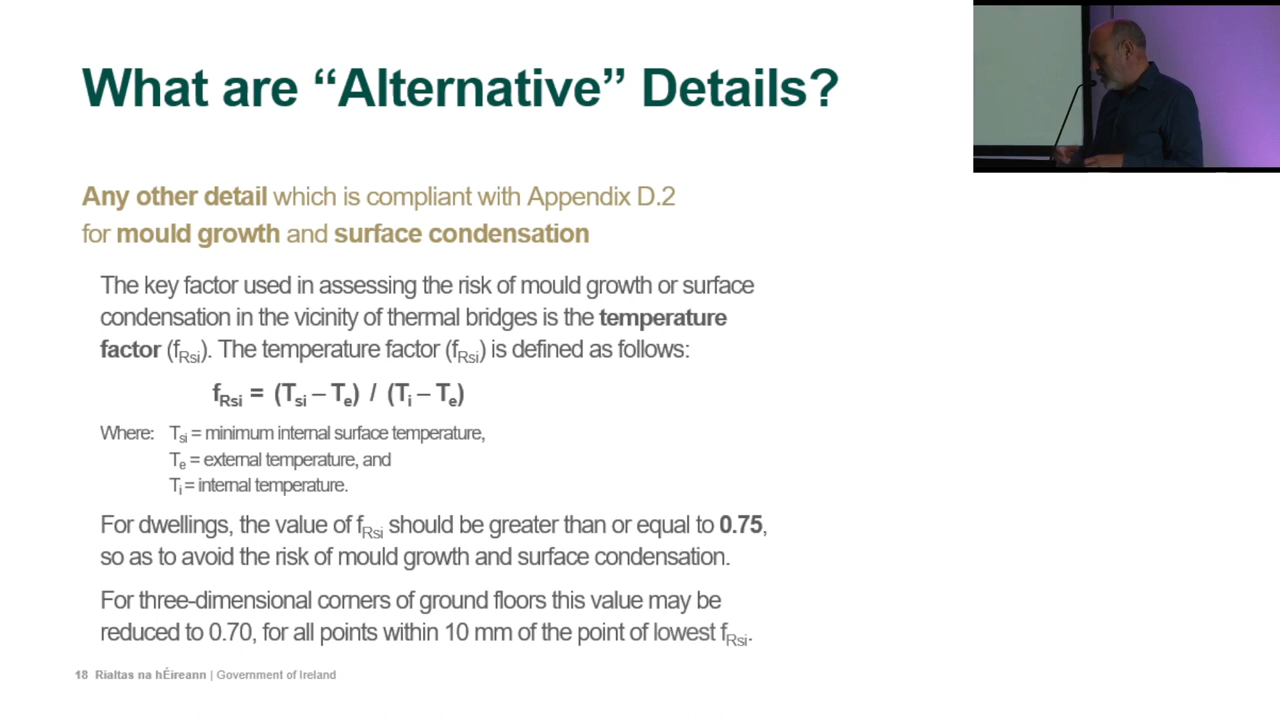 What are “Alternative” Details?
Any other detail which is compliant with Appendix D.2
for mould growth and surface condensation
The key factor used in assessing the risk of mould growth or surface
condensation in the vicinity of thermal bridges is the temperature
factor (fRsi). The temperature factor (fRsi) is defined as follows:
fRsi = (Tsi – Te) / (Ti – Te)
Where: Tsi = minimum internal surface temperature,
Te = external temperature, and
Ti = internal temperature.
For dwellings, the value of fRsi should be greater than or equal to 0.75,
so as to avoid the risk of mould growth and surface condensation.
For three-dimensional corners of ground floors this value may be
reduced to 0.70, for all points within 10 mm of the point of lowest fRsi.
18 Rialtas na hÉireann | Government of Ireland